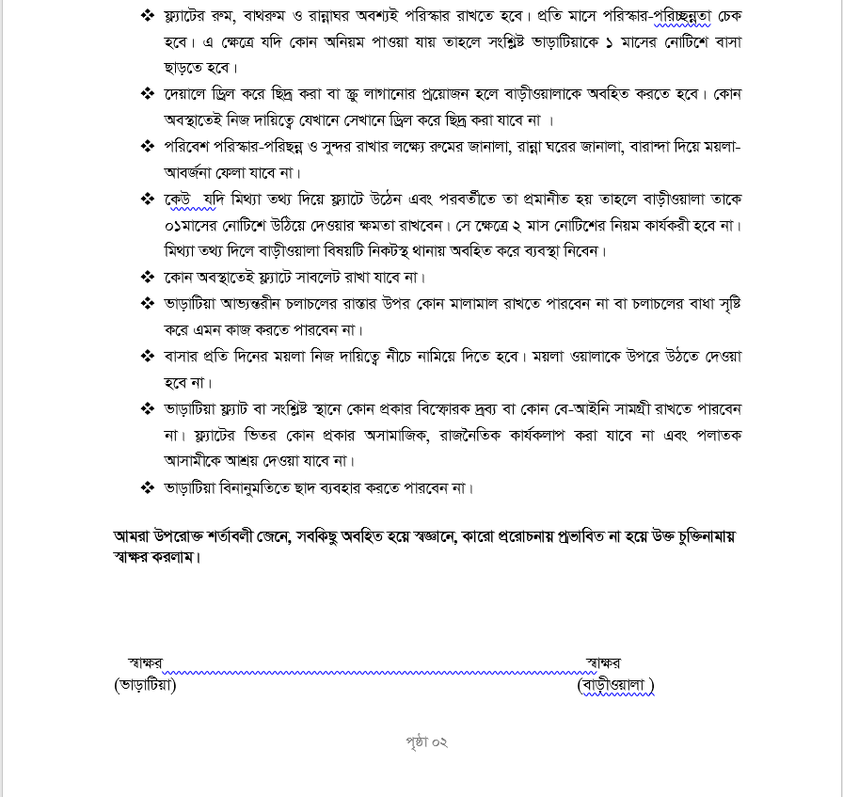 ❖ ফ্ল্যাটের রুম, বাথরুম ও রান্নাঘর অবশ্যই পরিস্কার রাখতে হবে। প্রতি মাসে পরিস্কার-পরিচ্ছন্নতা চেক
হবে। এ ক্ষেত্রে যদি কোন অনিয়ম পাওয়া যায় তাহলে সংশ্লিষ্ট ভাড়াটিয়াকে ১ মাসের নোটিশে বাসা
ছাড়তে হবে।
❖ দেয়ালে ড্রিল করে ছিদ্র করা বা স্ক্রু লাগানোর প্রয়োজন হলে বাড়ীওয়ালাকে অবহিত করতে হবে। কোন
অবস্থাতেই নিজ দায়িত্বে যেখানে সেখানে ড্রিল করে ছিদ্র করা যাবে না ।
❖ পরিবেশ পরিস্কার-পরিছন্ন ও সুন্দর রাখার লক্ষ্যে রুমের জানালা, রান্না ঘরের জানালা, বারান্দা দিয়ে ময়লা-
আবর্জনা ফেলা যাবে না।
❖ কেউ যদি মিথ্যা তথ্য দিয়ে ফ্ল্যাটে উঠেন এবং পরবর্তীতে তা প্রমানীত হয় তাহলে বাড়ীওয়ালা তাকে
০১মাসের নোটিশে উঠিয়ে দেওয়ার ক্ষমতা রাখবেন। সে ক্ষেত্রে ২ মাস নোটিশের নিয়ম কার্যকরী হবে না।
মিথ্যা তথ্য দিলে বাড়ীওয়ালা বিষয়টি নিকটস্থ থানায় অবহিত করে ব্যবস্থা নিবেন।
❖ কোন অবস্থাতেই ফ্ল্যাটে সাবলেট রাখা যাবে না।
❖ ভাড়াটিয়া আভ্যন্তরীন চলাচলের রাস্তার উপর কোন মালামাল রাখতে পারবেন না বা চলাচলের বাধা সৃষ্টি
করে এমন কাজ করতে পারবেন না।
❖ বাসার প্রতি দিনের ময়লা নিজ দায়িত্বে নীচে নামিয়ে দিতে হবে। ময়লা ওয়ালাকে উপরে উঠতে দেওয়া
হবে না।
❖ ভাড়াটিয়া ফ্ল্যাট বা সংশ্লিষ্ট স্থানে কোন প্রকার বিস্ফোরক দ্রব্য বা কোন বে-আইনি সামগ্রী রাখতে পারবেন
না। ফ্ল্যাটের ভিতর কোন প্রকার অসামাজিক, রাজনৈতিক কার্যকলাপ করা যাবে না এবং পলাতক
আসামীকে আশ্রয় দেওয়া যাবে না।
❖ ভাড়াটিয়া বিনানুমতিতে ছাদ ব্যবহার করতে পারবেন না।
আমরা উপরোক্ত শর্তাবলী জেনে, সবকিছু অবহিত হয়ে স্বজ্ঞানে, কারো প্ররোচনায় প্রভাবিত না হয়ে উক্ত চুক্তিনামায়
স্বাক্ষর করলাম।
স্বাক্ষর স্বাক্ষর
(ভাড়াটিয়া) (বাড়ীওয়ালা )
পৃষ্ঠা ০২